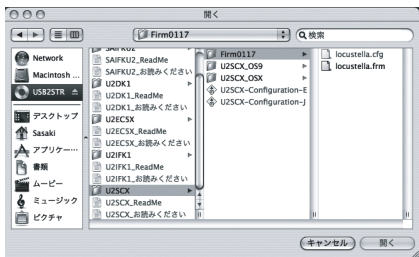 開く
Firm0117
検索
Network
Macintosh ...
USB2STR
デスクトップ
Sasaki
アプリケー…
書類
ムービー
ミュージック
ピクチャ
SAIFKU2
SAIFKU2_ReadMe
SAIFKU2_お読みください
U2DK1
U2DK1_ReadMe
U2DK1_お読みください
U2ECSX
U2ECSX_ReadMe
U2ECSX_お読みください
U2IFK1
U2IFK1_ReadMe
U2IFK1_お読みください
U2SCX
U2SCX_ReadMe
U2SCX_お読みください
Firm0117
U2SCX_OS9
U2SCX_OSX
U2SCX-Configuration-E
U2SCX-Configuration-J
locustella.cfg
locustella.frm
キャンセル
開く